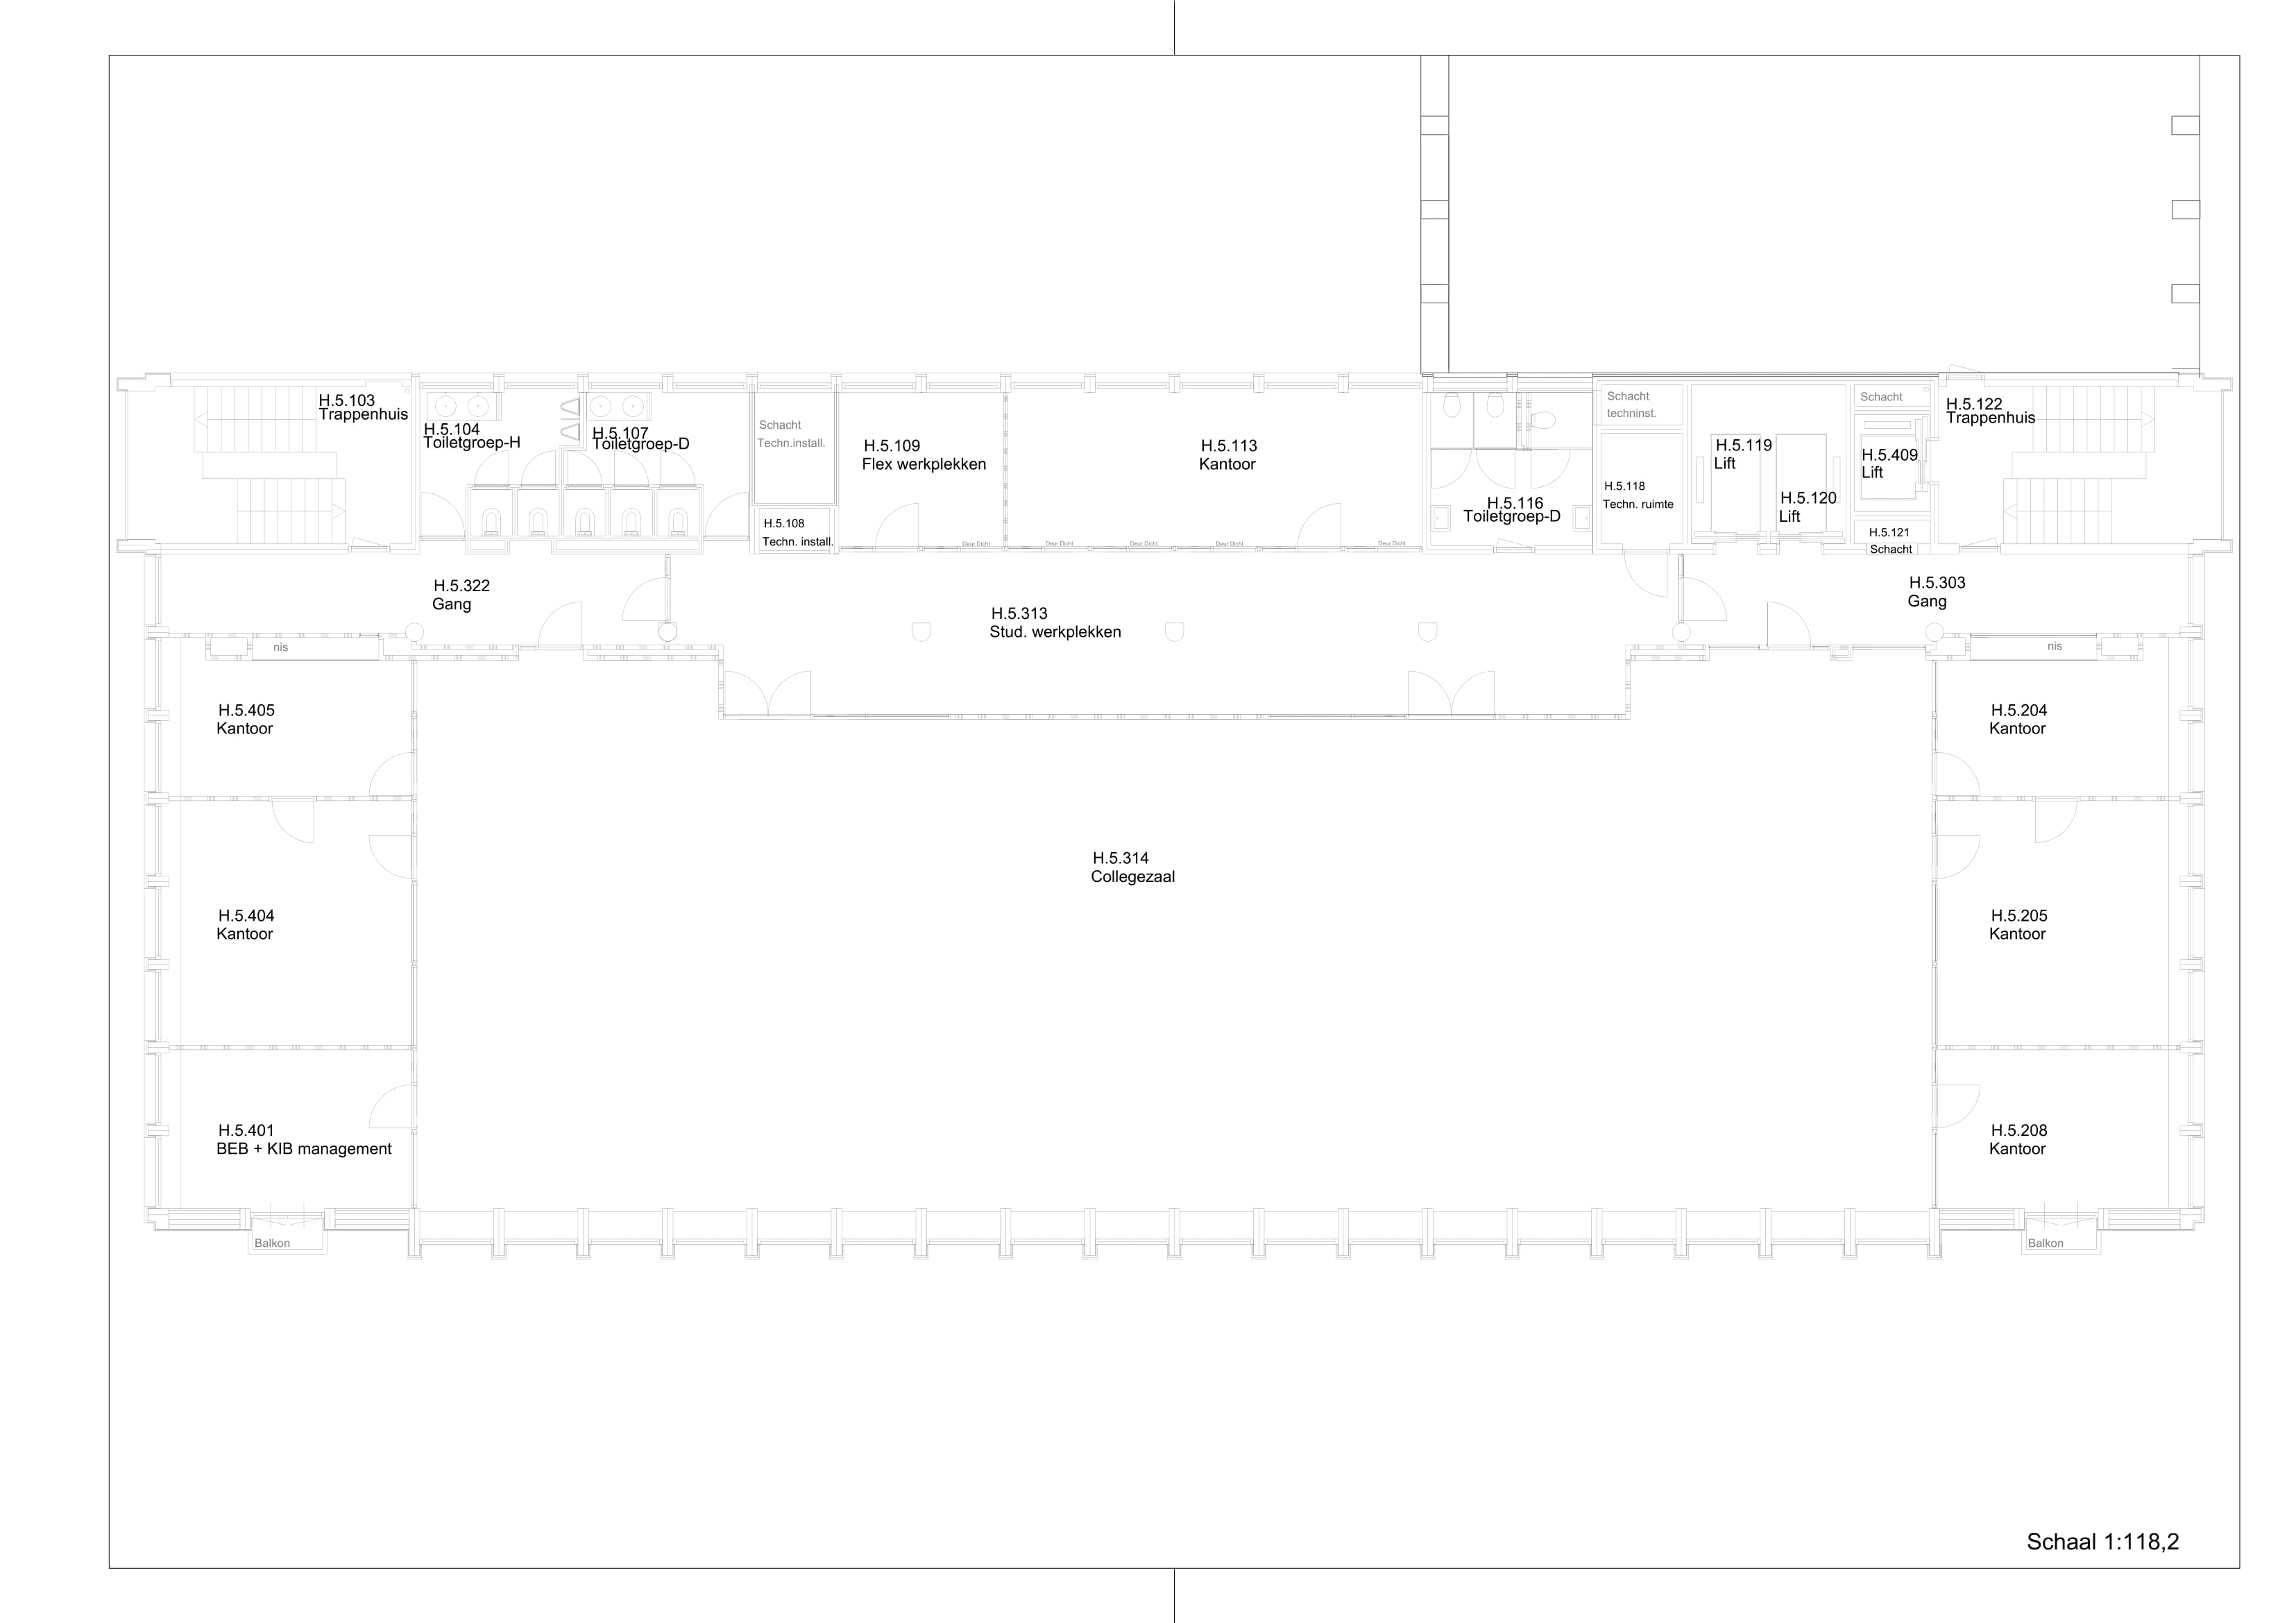 H.5.103
Trappenhuis
H.5.104
Toiletgroep-H
H.5.107
Toiletgroep-D
Schacht
Techn.install.
H.5.108
Techn. install.
H.5.109
Flex werkplekken
H.5.113
Kantoor
Deur Dicht
Deur Dicht
Deur Dicht
Deur Dicht
Deur Dicht
H.5.116
Toiletgroep-D
Schacht
techninst.
H.5.118
Techn. ruimte
H.5.119
Lift
H.5.120
Lift
Schacht
H.5.409
Lift
H.5.121
Schacht
H.5.122
Trappenhuis
H.5.322
Gang
H.5.313
Stud. werkplekken
H.5.303
Gang
nis
nis
H.5.405
Kantoor
H.5.204
Kantoor
H.5.314
Collegezaal
H.5.404
Kantoor
H.5.205
Kantoor
H.5.401
BEB + KIB management
H.5.208
Kantoor
Balkon
Balkon
Schaal 1:118,2